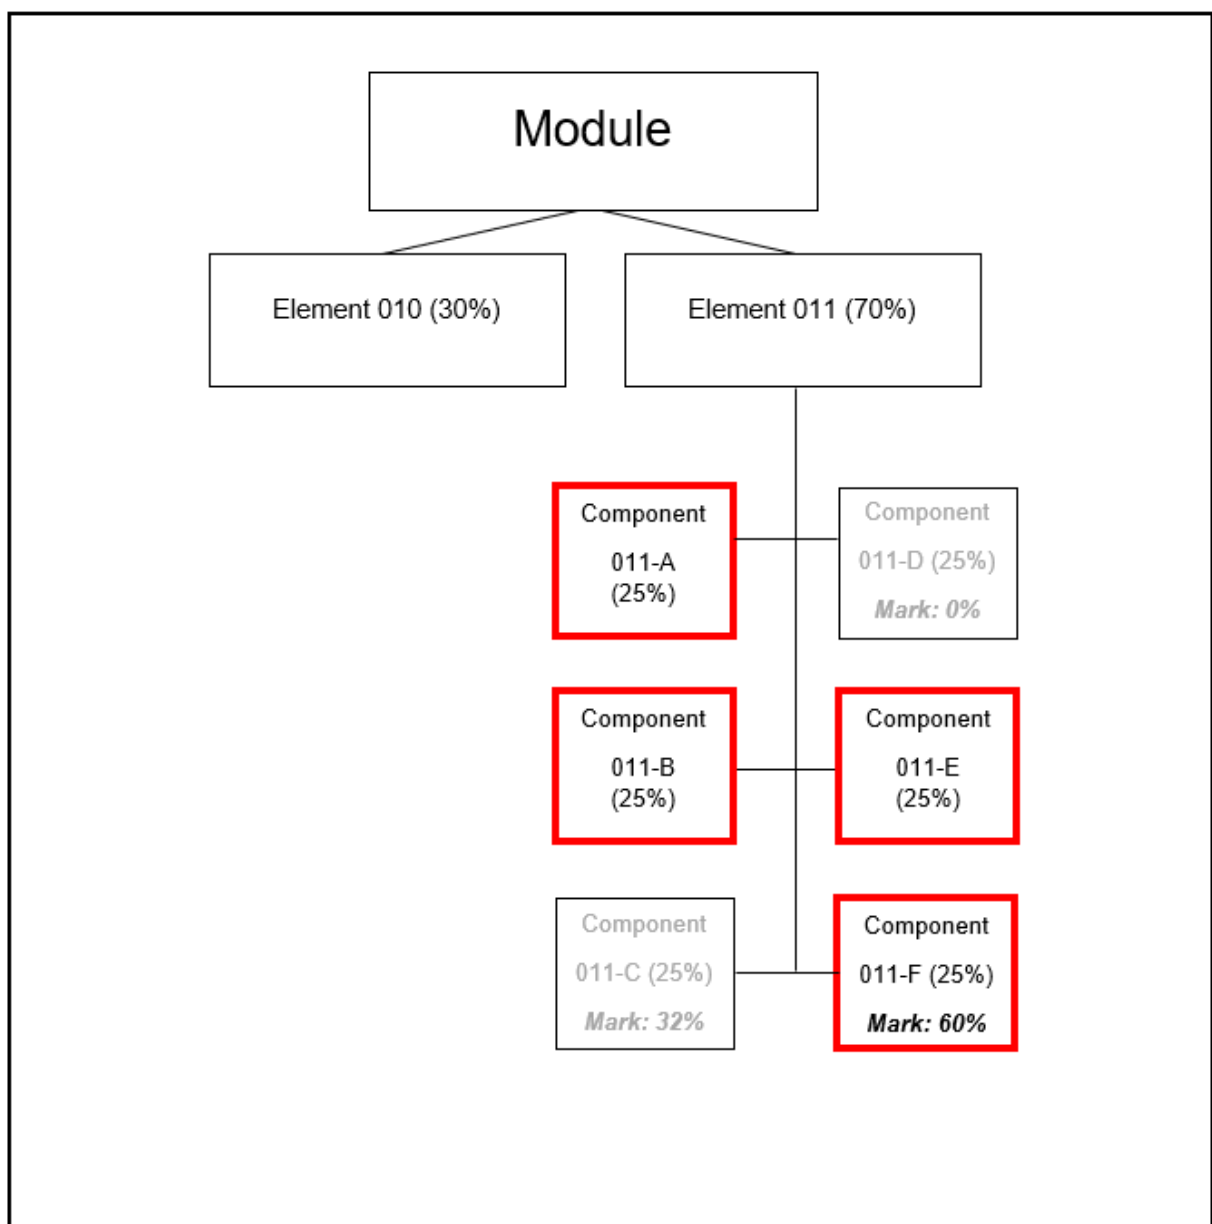 Module
Element 010 (30%)
Element 011 (70%)
Component
011-A
(25%)
Component
011-D (25%)
Mark: 0%
Component
011-B
(25%)
Component
011-E
(25%)
Component
011-C (25%)
Mark: 32%
Component
011-F (25%)
Mark: 60%